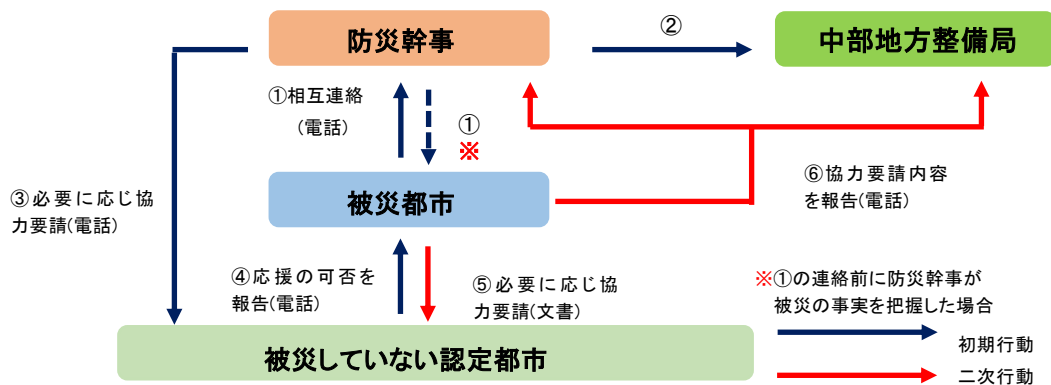 防災幹事
②
中部地方整備局
①相互連絡
(電話)
①
※
③必要に応じ協
力要請(電話)
被災都市
⑥協力要請内容
を報告(電話)
④応援の可否を
報告(電話)
⑤必要に応じ協
力要請(文書)
※①の連絡前に防災幹事が
被災の事実を把握した場合
被災していない認定都市
初期行動
二次行動